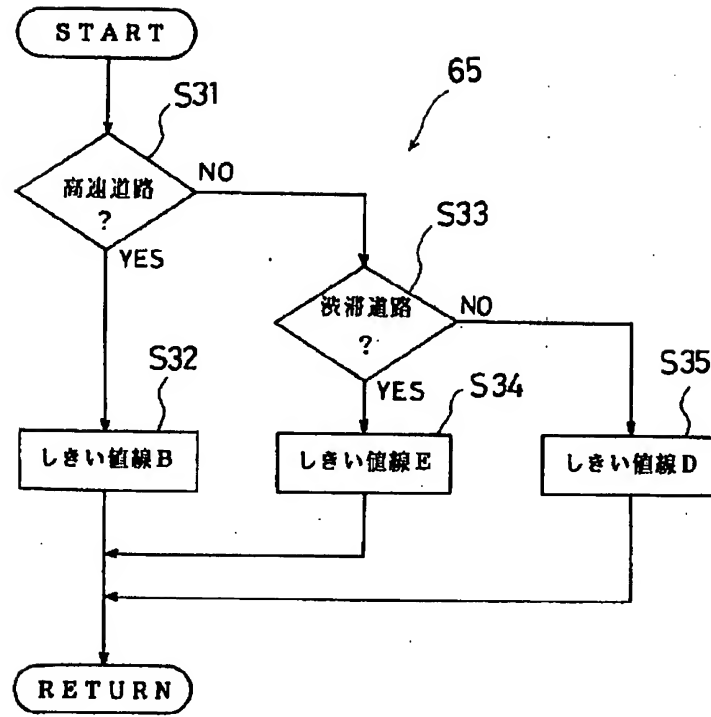 START
65
S31
高速道路
?
NO
YES
S33
渋滞道路
?
NO
YES
S32
しきい値線B
S34
しきい値線E
S35
しきい値線D
RETURN